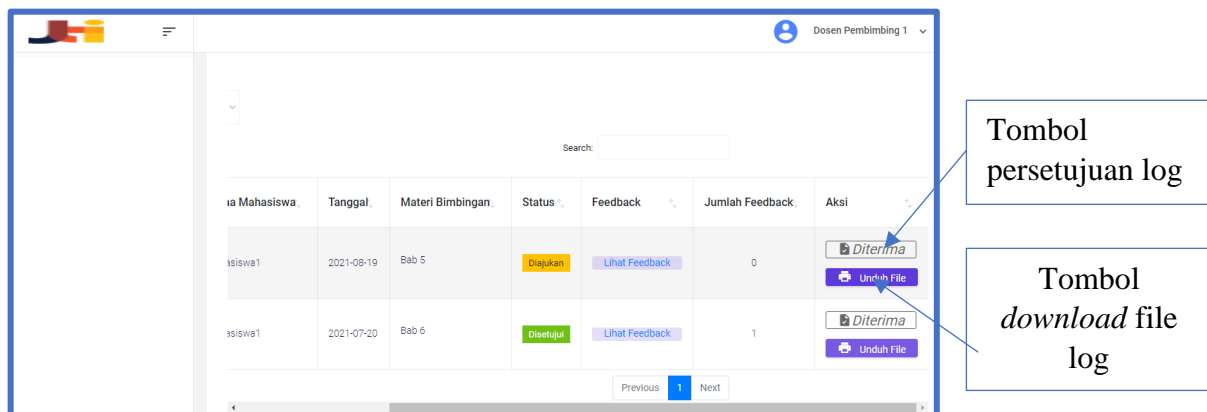 Dosen Pembimbing 1
Search:
na Mahasiswa Tanggal Materi Bimbingan Status Feedback Jumlah Feedback Aksi
asiswa1 2021-08-19 Bab 5 Diajukan Lihat Feedback 0 Diterima
Unduh File
asiswa1 2021-07-20 Bab 6 Disetujui Lihat Feedback 1 Diterima
Unduh File
Previous 1 Next
Tombol
persetujuan log
Tombol
download file
log